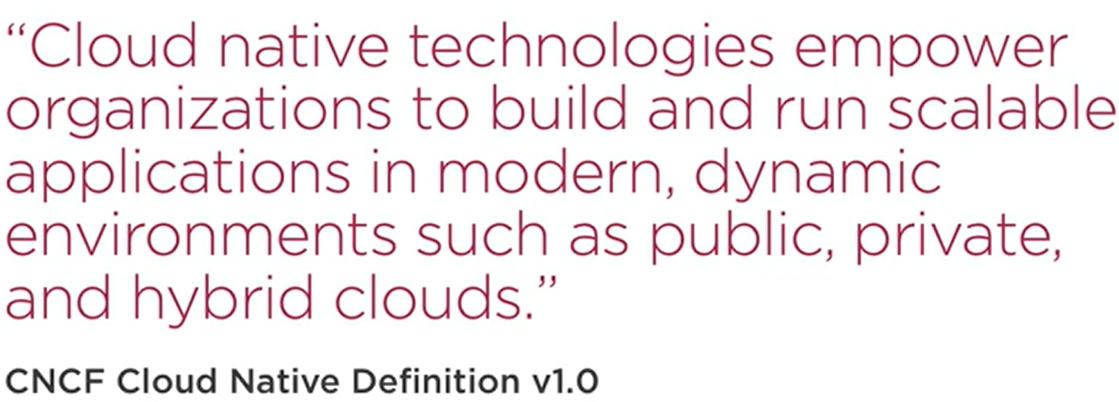 “Cloud native technologies empower
organizations to build and run scalable
applications in modern, dynamic
environments such as public, private,
and hybrid clouds.”
CNCF Cloud Native Definition v1.0